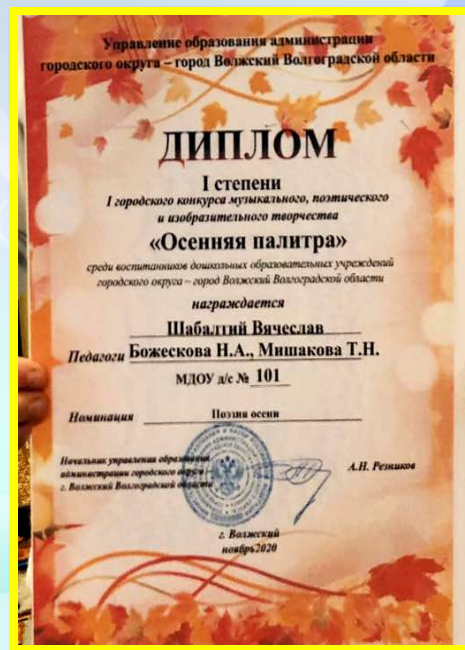 Управление образования администрации
городского округа – город Волжский Волгоградской области
ДИПЛОМ
I степени
I городского конкурса музыкального, поэтического
и изобразительного творчества
«Осенняя палитра»
среди воспитанников дошкольных образовательных учреждений
городского округа – город Волжский Волгоградской области
награждается
Шабалтий Вячеслав
Педагоги Божескова Н.А., Мишакова Т.Н.
МДОУ д/с № 101
Номинация Поэзия осени
Начальник управления образования
администрации городского округа –
г. Волжский Волгоградской области
А.Н. Резников
г. Волжский
ноябрь2020